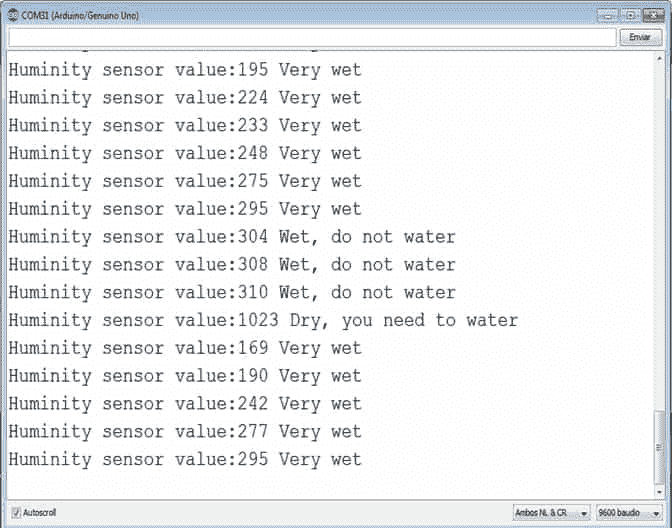 COM31 (Arduino/Genuino Uno)
Enviar
Huminity sensor value:195 Very wet
Huminity sensor value:224 Very wet
Huminity sensor value:233 Very wet
Huminity sensor value:248 Very wet
Huminity sensor value:275 Very wet
Huminity sensor value:295 Very wet
Huminity sensor value:304 Wet, do not water
Huminity sensor value:308 Wet, do not water
Huminity sensor value:310 Wet, do not water
Huminity sensor value:1023 Dry, you need to water
Huminity sensor value:169 Very wet
Huminity sensor value:190 Very wet
Huminity sensor value:242 Very wet
Huminity sensor value:277 Very wet
Huminity sensor value:295 Very wet
Autoscroll Ambos NL & CR 9600 baudio